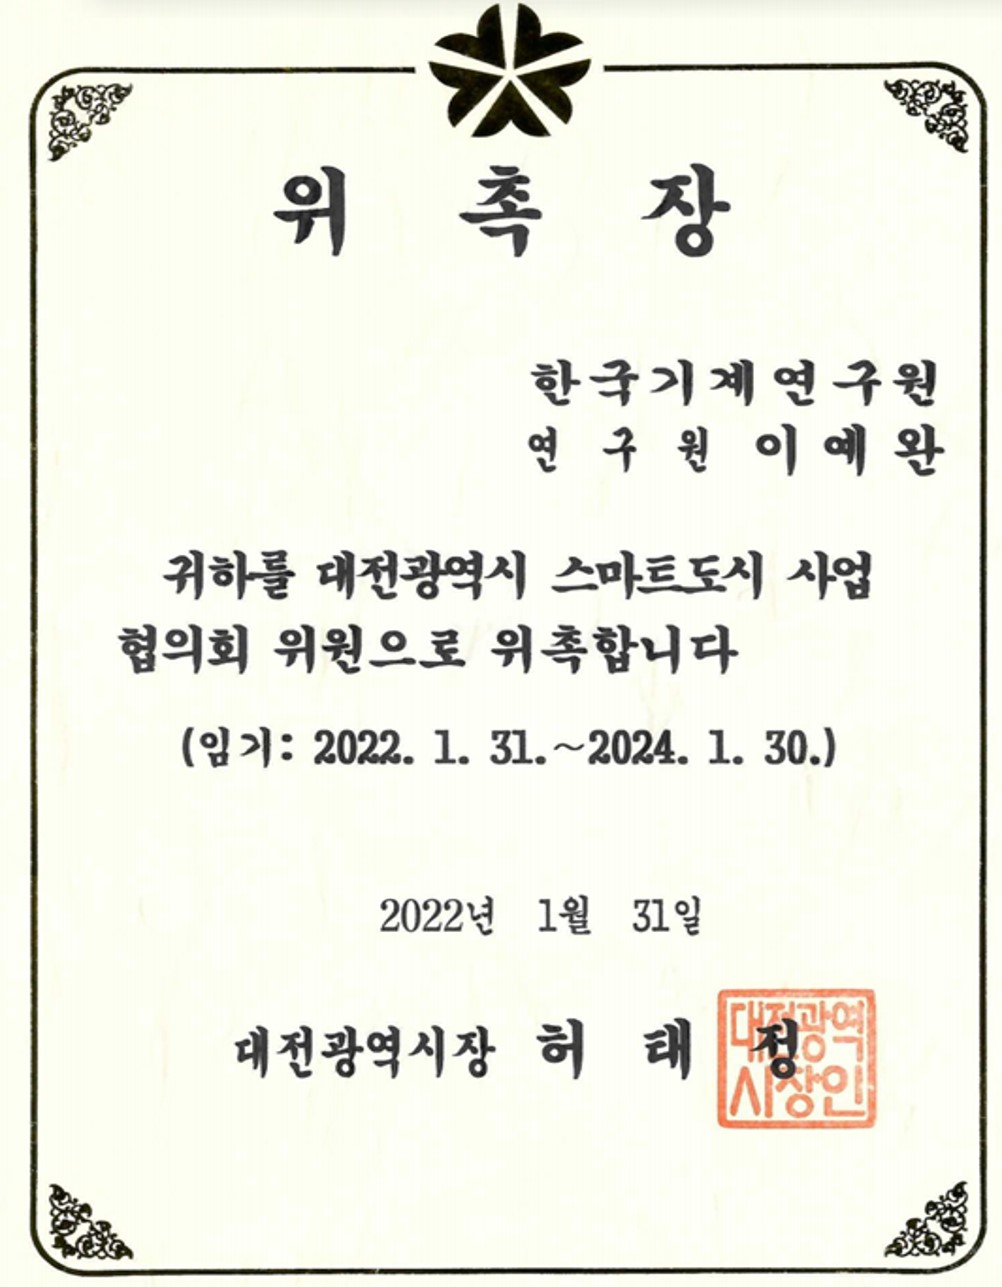 위 촉 장
한국기계연구원
연 구 원 이 예 완
귀하를 대전광역시 스마트도시 사업
협의회 위원으로 위촉합니다
(임기: 2022. 1. 31.~2024. 1. 30.)
2022년 1월 31일
대전광역시장 허 태 정
대전광역
시장인